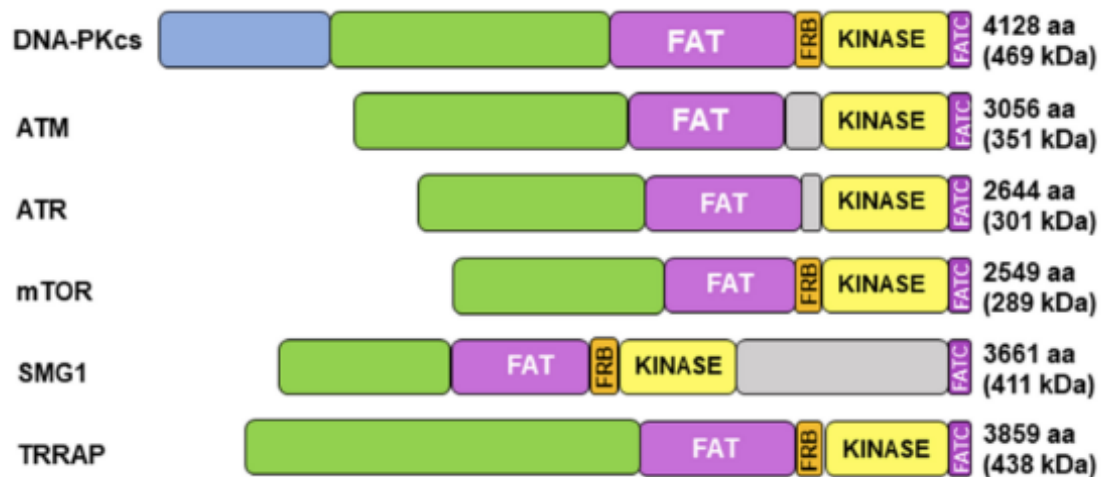 DNA-PKcs FAT FRB KINASE FATC 4128 aa
(469 kDa)
ATM FAT KINASE FATC 3056 aa
(351 kDa)
ATR FAT KINASE FATC 2644 aa
(301 kDa)
mTOR FAT FRB KINASE FATC 2549 aa
(289 kDa)
SMG1 FAT FRB KINASE FATC 3661 aa
(411 kDa)
TRRAP FAT FRB KINASE FATC 3859 aa
(438 kDa)